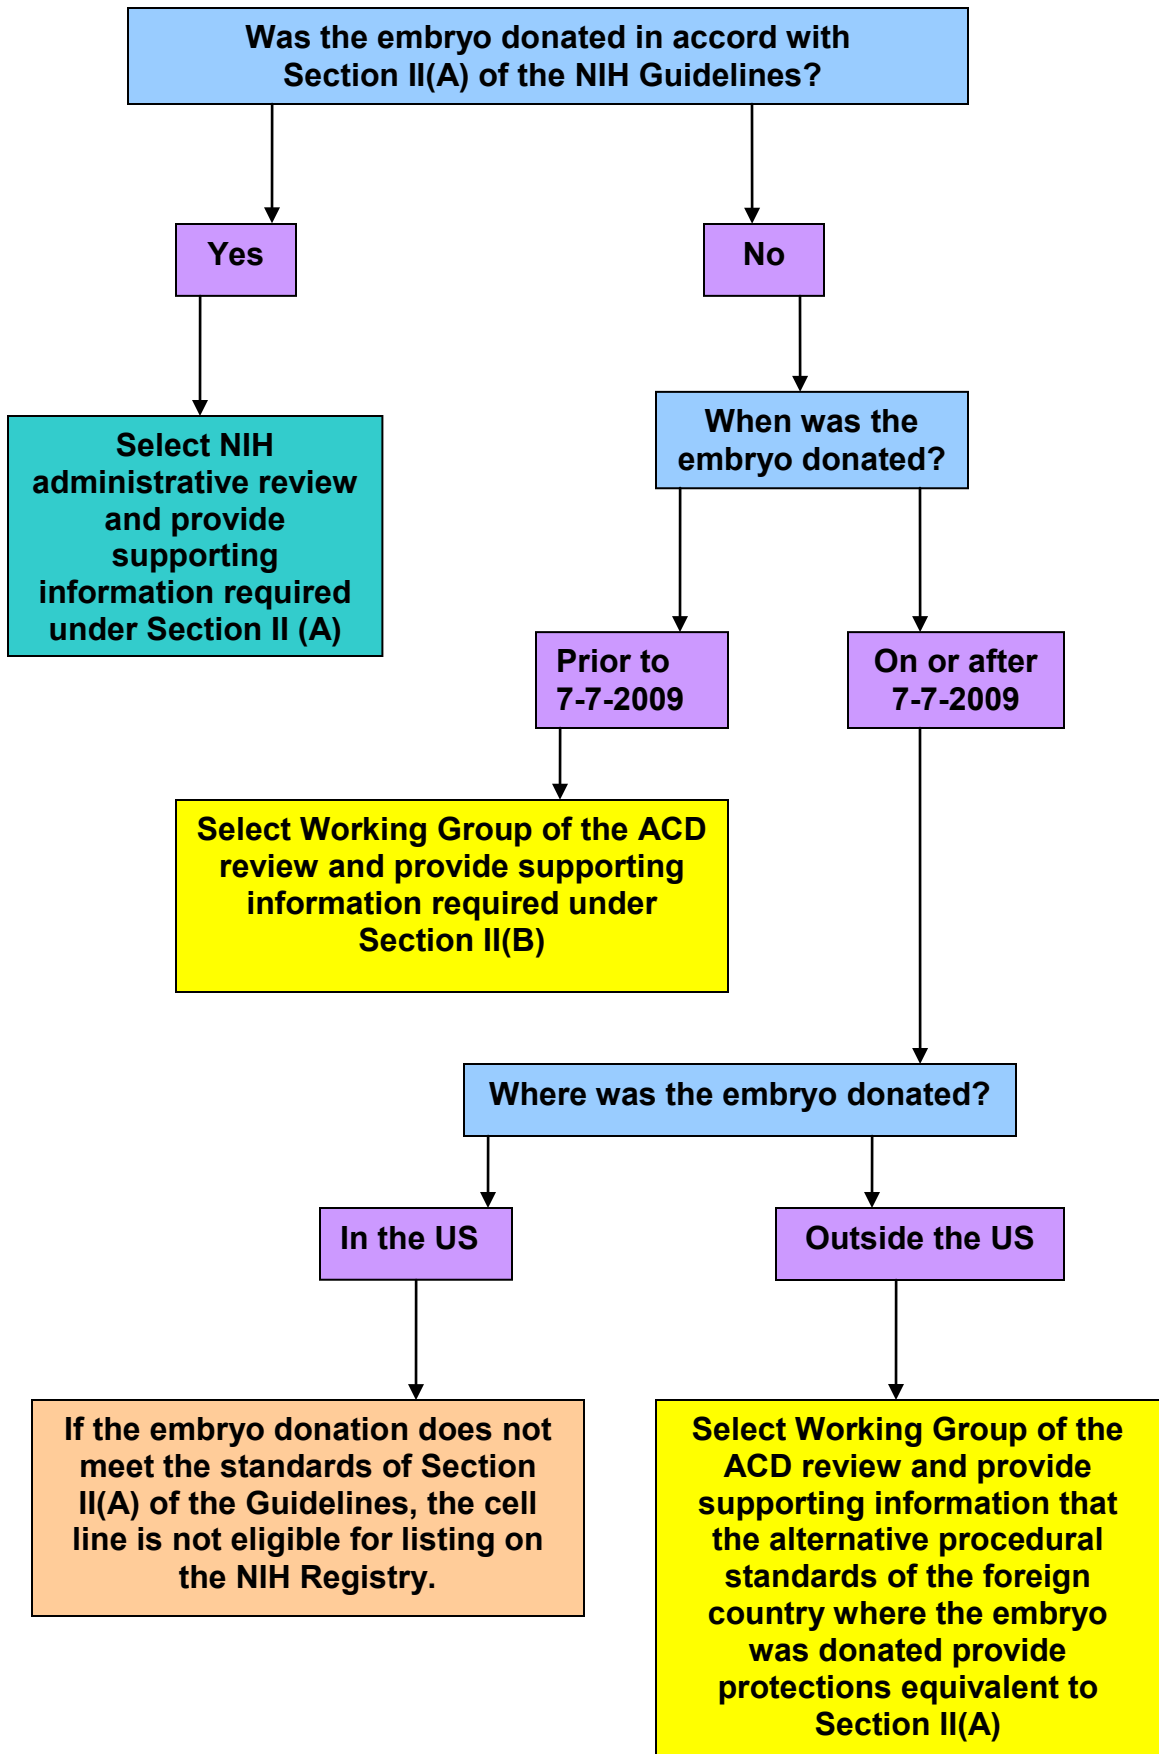 Was the embryo donated in accord with
Section II(A) of the NIH Guidelines?
Yes
No
Select NIH
administrative review
and provide
supporting
information required
under Section II (A)
When was the
embryo donated?
Prior to
7-7-2009
On or after
7-7-2009
Select Working Group of the ACD
review and provide supporting
information required under
Section II(B)
Where was the embryo donated?
In the US
Outside the US
If the embryo donation does not
meet the standards of Section
II(A) of the Guidelines, the cell
line is not eligible for listing on
the NIH Registry.
Select Working Group of the
ACD review and provide
supporting information that
the alternative procedural
standards of the foreign
country where the embryo
was donated provide
protections equivalent to
Section II(A)